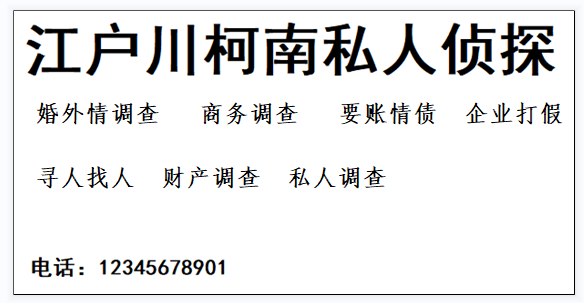 江户川柯南私人侦探
婚外情调查 商务调查 要账情债 企业打假
寻人找人 财产调查 私人调查
电话：12345678901